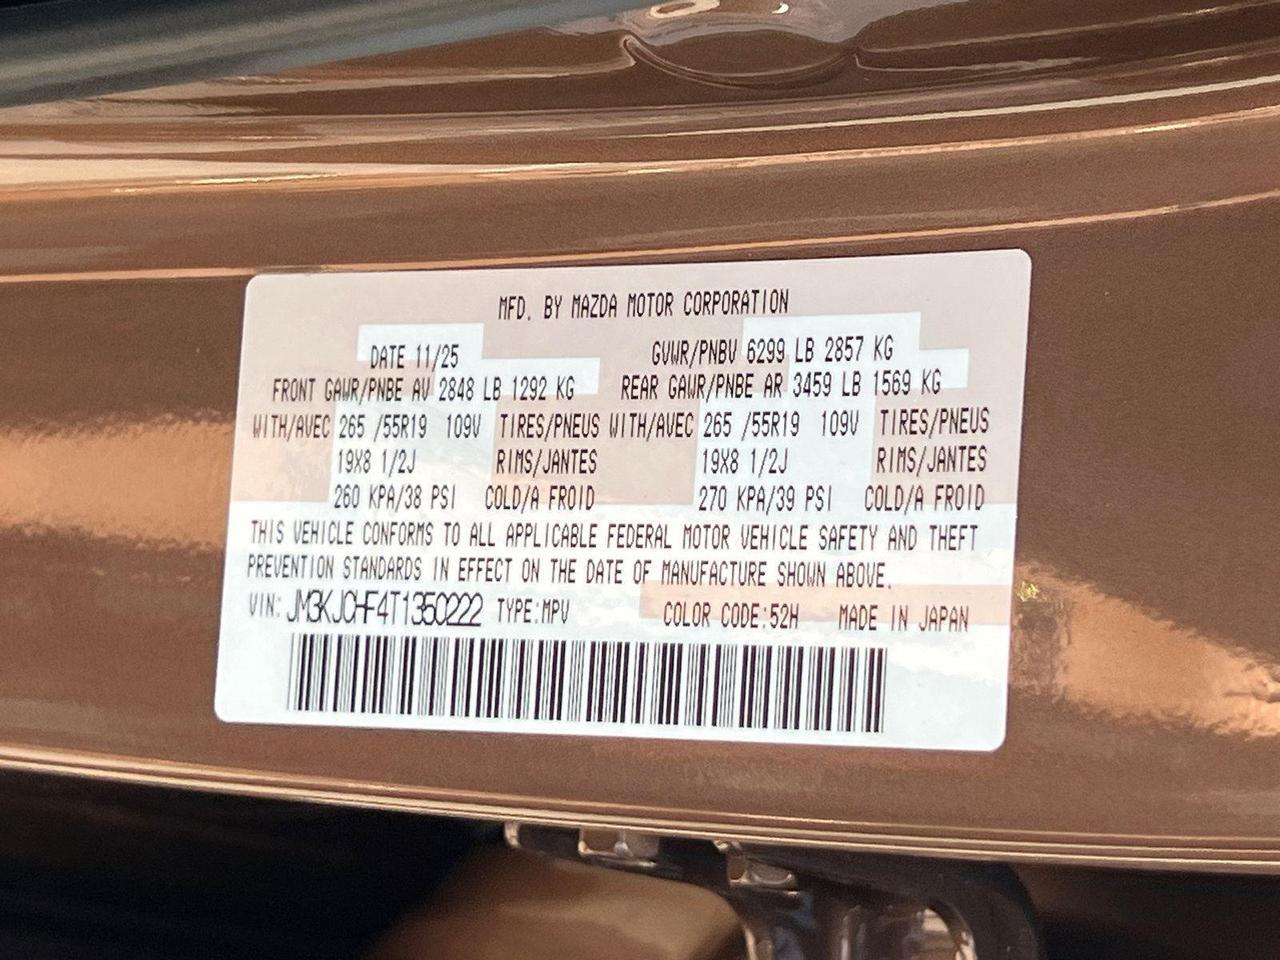 MFD. BY MAZDA MOTOR CORPORATION
DATE 11/25 GVWR/PNBV 6299 LB 2857 KG
FRONT GAWR/PNBE AV 2848 LB 1292 KG REAR GAWR/PNBE AR 3459 LB 1569 KG
WITH/AVEC 265 /55R19 109V TIRES/PNEUS WITH/AVEC 265 /55R19 109V TIRES/PNEUS
19X8 1/2J RIMS/JANTES 19X8 1/2J RIMS/JANTES
260 KPA/38 PSI COLD/A FROID 270 KPA/39 PSI COLD/A FROID
THIS VEHICLE CONFORMS TO ALL APPLICABLE FEDERAL MOTOR VEHICLE SAFETY AND THEFT
PREVENTION STANDARDS IN EFFECT ON THE DATE OF MANUFACTURE SHOWN ABOVE.
VIN: JM3KJCHF4T1350222 TYPE:MPV COLOR CODE:52H MADE IN JAPAN